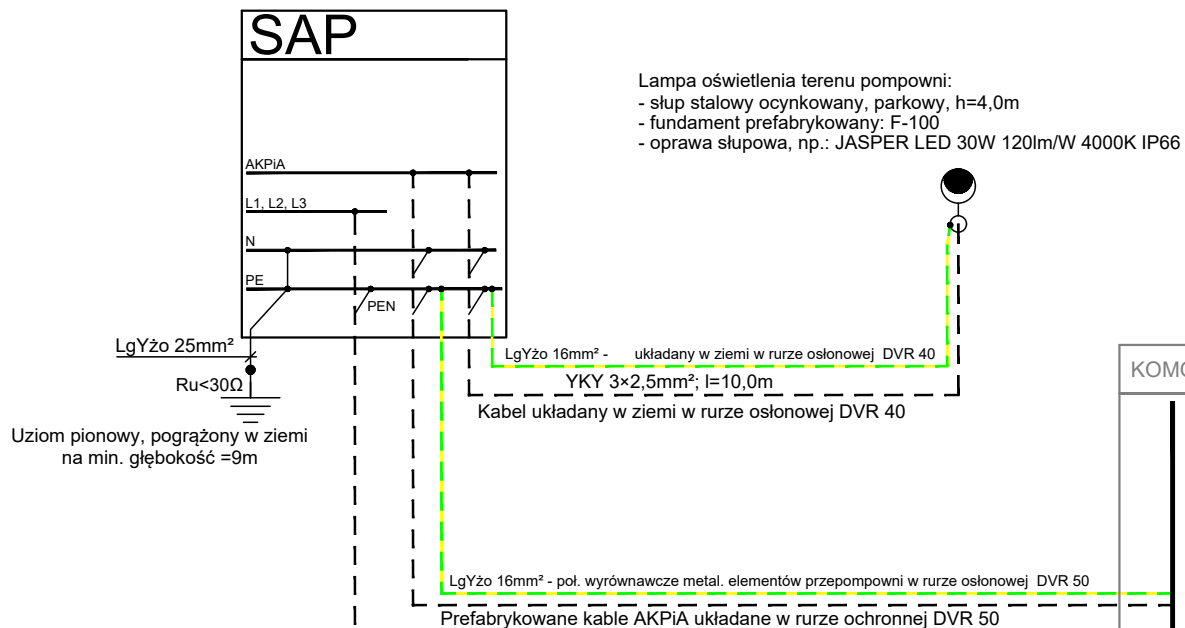 SAP
Lampa oświetlenia terenu pompowni:
- słup stalowy ocynkowany, parkowy, h=4,0m
- fundament prefabrykowany: F-100
- oprawa słupowa, np.: JASPER LED 30W 120lm/W 4000K IP66
AKPiA
L1, L2, L3
N
PE
PEN
LgYżo 25mm²
Ru<30Ω
Uziom pionowy, pogrążony w ziemi
na min. głębokość =9m
LgYżo 16mm² - układany w ziemi w rurze osłonowej DVR 40
YKY 3×2,5mm²; l=10,0m
Kabel układany w ziemi w rurze osłonowej DVR 40
KOMO
LgYżo 16mm² - poł. wyrównawcze metal. elementów przepompowni w rurze osłonowej DVR 50
Prefabrykowane kable AKPiA układane w rurze ochronnej DVR 50